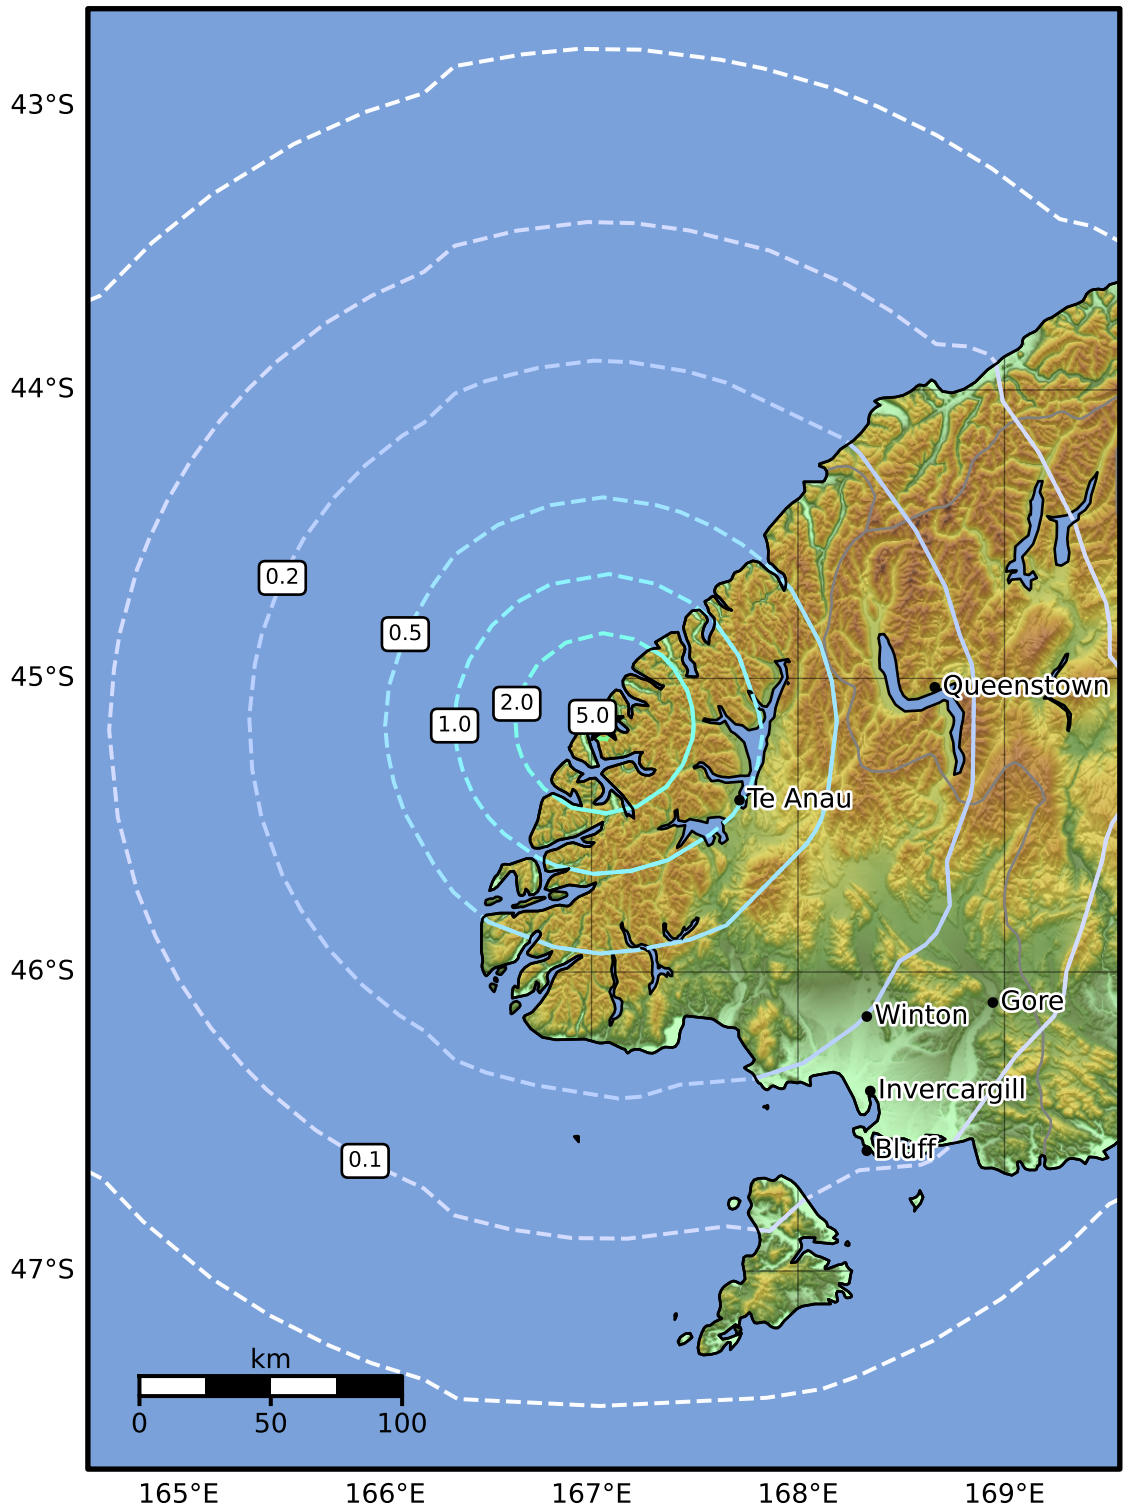 43°S
44°S
0.2
0.5
45°S
Queenstown
2.0
5.0
1.0
Te Anau
46°S
Gore
Winton
Invercargill
Bluff
0.1
47°S
km
0 50 100
165°E 166°E 167°E 168°E 169°E